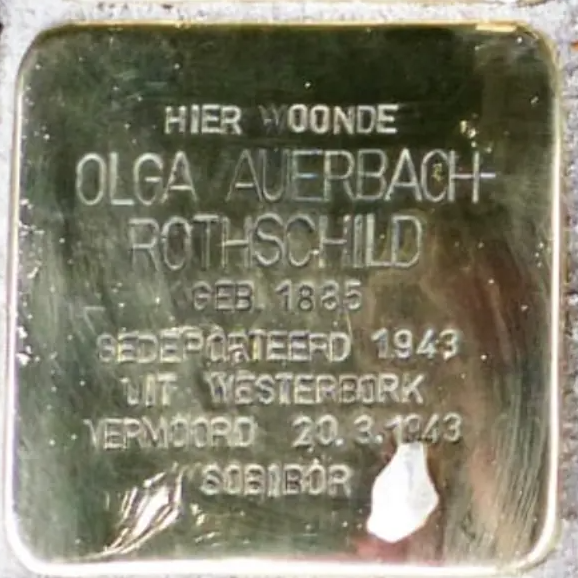 HIER WOONDE
OLGA AUERBACH-
ROTHSCHILD
GEB. 1885
GEDEPORTEERD 1943
UIT WESTERBORK
VERMOORD 20.3.1943
SOBIBOR